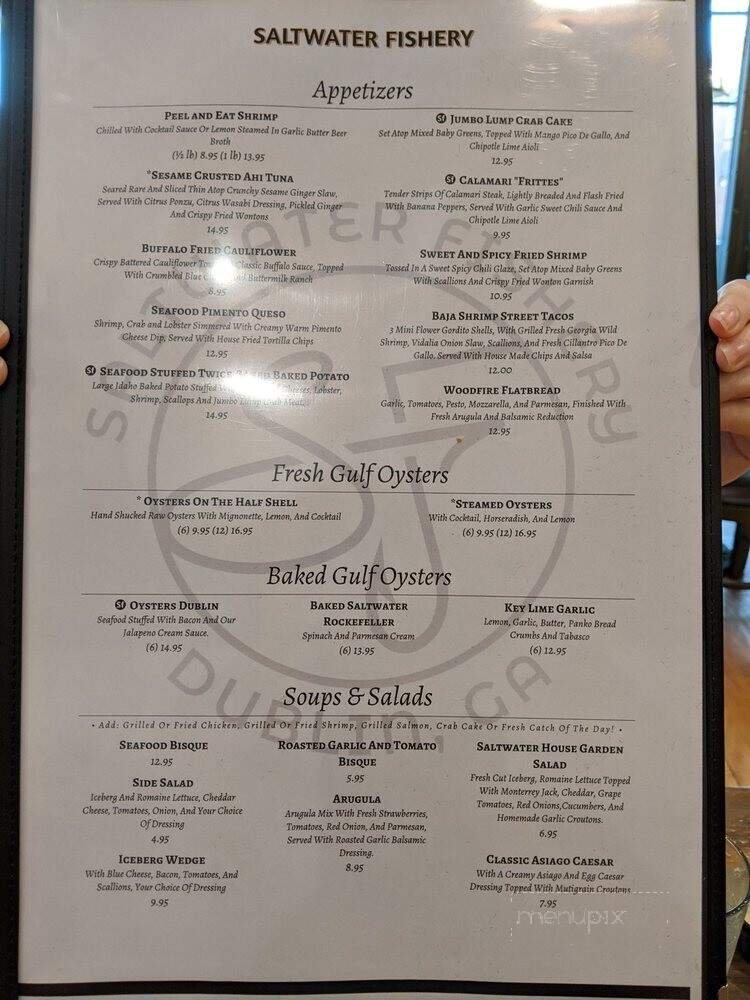 SALTWATER FISHERY
Appetizers
PEEL AND EAT SHRIMP
Chilled With Cocktail Sauce Or Lemon Steamed In Garlic Butter Beer
Broth
(½ lb) 8.95 (1 lb) 13.95
*SESAME CRUSTED AHI TUNA
Seared Rare And Sliced Thin Atop Crunchy Sesame Ginger Slaw,
Served With Citrus Ponzu, Citrus Wasabi Dressing, Pickled Ginger
And Crispy Fried Wontons
14.95
BUFFALO FRIED CAULIFLOWER
Crispy Battered Cauliflower Classic Buffalo Sauce, Topped
With Crumbled Blue Buttermilk Ranch
8.95
SEAFOOD PIMENTO QUESO
Shrimp, Crab and Lobster Simmered With Creamy Warm Pimento
Cheese Dip, Served With House Fried Tortilla Chips
12.95
SF SEAFOOD STUFFED TWICE BAKED POTATO
Large Idaho Baked Potato Stuffed Cheeses, Lobster,
Shrimp, Scallops And Jumbo Lump Crab Meat
14.95
SF JUMBO LUMP CRAB CAKE
Set Atop Mixed Baby Greens, Topped With Mango Pico De Gallo, And
Chipotle Lime Aioli
12.95
SF CALAMARI "FRITTES"
Tender Strips Of Calamari Steak, Lightly Breaded And Flash Fried
With Banana Peppers, Served With Garlic Sweet Chili Sauce And
Chipotle Lime Aioli
9.95
SWEET AND SPICY FRIED SHRIMP
Tossed In A Sweet Spicy Chili Glaze, Set Atop Mixed Baby Greens
With Scallions And Crispy Fried Wonton Garnish
10.95
BAJA SHRIMP STREET TACOS
3 Mini Flower Gordito Shells, With Grilled Fresh Georgia Wild
Shrimp, Vidalia Onion Slaw, Scallions, And Fresh Cillantro Pico De
Gallo. Served With House Made Chips And Salsa
12.00
WOODFIRE FLATBREAD
Garlic, Tomatoes, Pesto, Mozzarella, And Parmesan, Finished With
Fresh Arugula And Balsamic Reduction
12.95
Fresh Gulf Oysters
* OYSTERS ON THE HALF SHELL
Hand Shucked Raw Oysters With Mignonette, Lemon, And Cocktail
(6) 9.95 (12) 16.95
*STEAMED OYSTERS
With Cocktail, Horseradish, And Lemon
(6) 9.95 (12) 16.95
Baked Gulf Oysters
SF OYSTERS DUBLIN
Seafood Stuffed With Bacon And Our
Jalapeno Cream Sauce.
(6) 14.95
BAKED SALTWATER
ROCKEFELLER
Spinach And Parmesan Cream
(6) 13.95
KEY LIME GARLIC
Lemon, Garlic, Butter, Panko Bread
Crumbs And Tabasco
(6) 12.95
Soups & Salads
• Add: Grilled Or Fried Chicken, Grilled Or Fried Shrimp, Grilled Salmon, Crab Cake Or Fresh Catch Of The Day! •
SEAFOOD BISQUE
12.95
SIDE SALAD
Iceberg And Romaine Lettuce, Cheddar
Cheese, Tomatoes, Onion, And Your Choice
Of Dressing
4.95
ICEBERG WEDGE
With Blue Cheese, Bacon, Tomatoes, And
Scallions, Your Choice Of Dressing
9.95
ROASTED GARLIC AND TOMATO
BISQUE
5.95
ARUGULA
Arugula Mix With Fresh Strawberries,
Tomatoes, Red Onion, And Parmesan,
Served With Roasted Garlic Balsamic
Dressing.
8.95
SALTWATER HOUSE GARDEN
SALAD
Fresh Cut Iceberg, Romaine Lettuce Topped
With Monterrey Jack, Cheddar, Grape
Tomatoes, Red Onions,Cucumbers, And
Homemade Garlic Croutons.
6.95
CLASSIC ASIAGO CAESAR
With A Creamy Asiago And Egg Caesar
Dressing Topped With Mutigrain Croutons
7.95
SALTWATER FISHERY
DUBLIN, GA
menupix